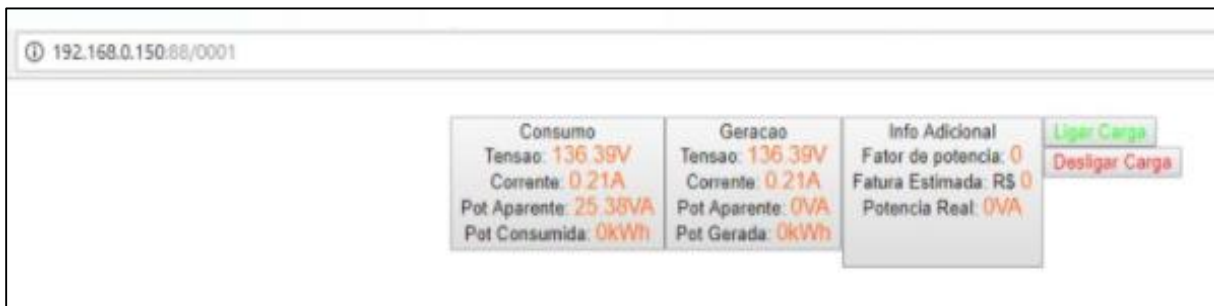 192.168.0.150:88/0001
Consumo
Tensao: 136.39V
Corrente: 0.21A
Pot Aparente: 25.38VA
Pot Consumida: 0kWh
Geracao
Tensao: 136.39V
Corrente: 0.21A
Pot Aparente: 0VA
Pot Gerada: 0kWh
Info Adicional
Fator de potencia: 0
Fatura Estimada: R$ 0
Potencia Real: 0VA
Ligar Carga
Desligar Carga